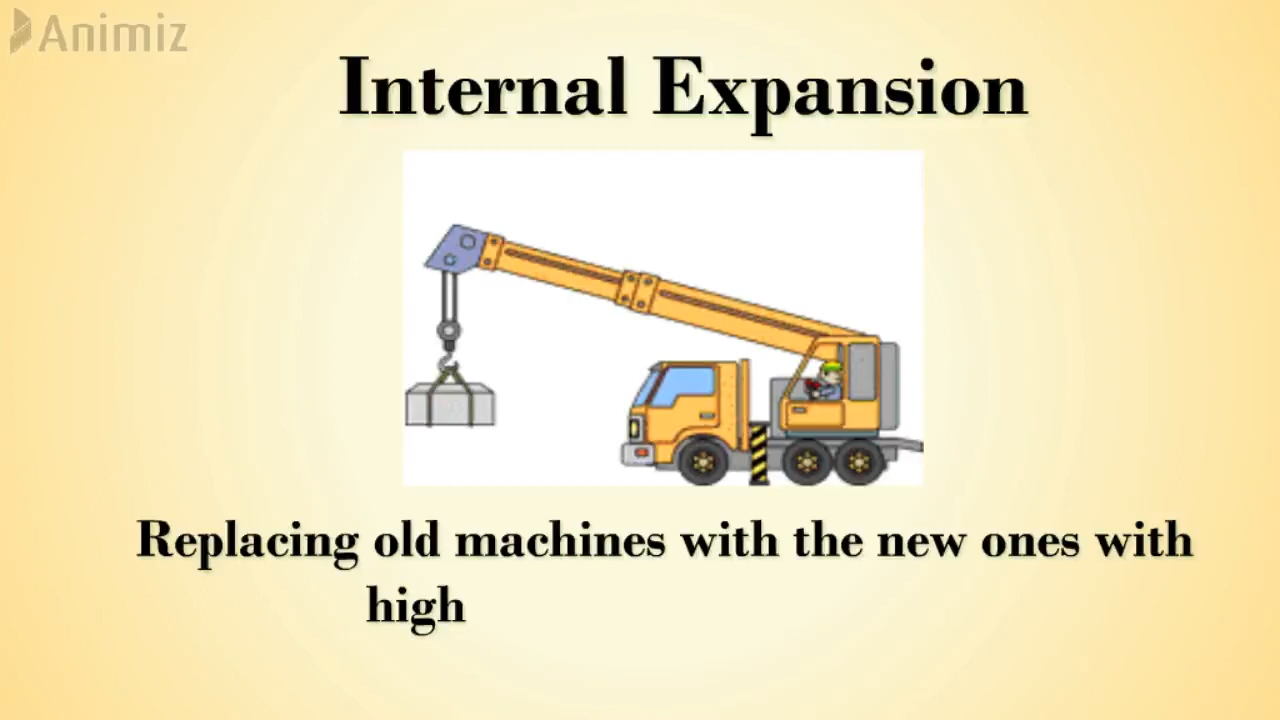 Animiz
Internal Expansion
Replacing old machines with the new ones with
high